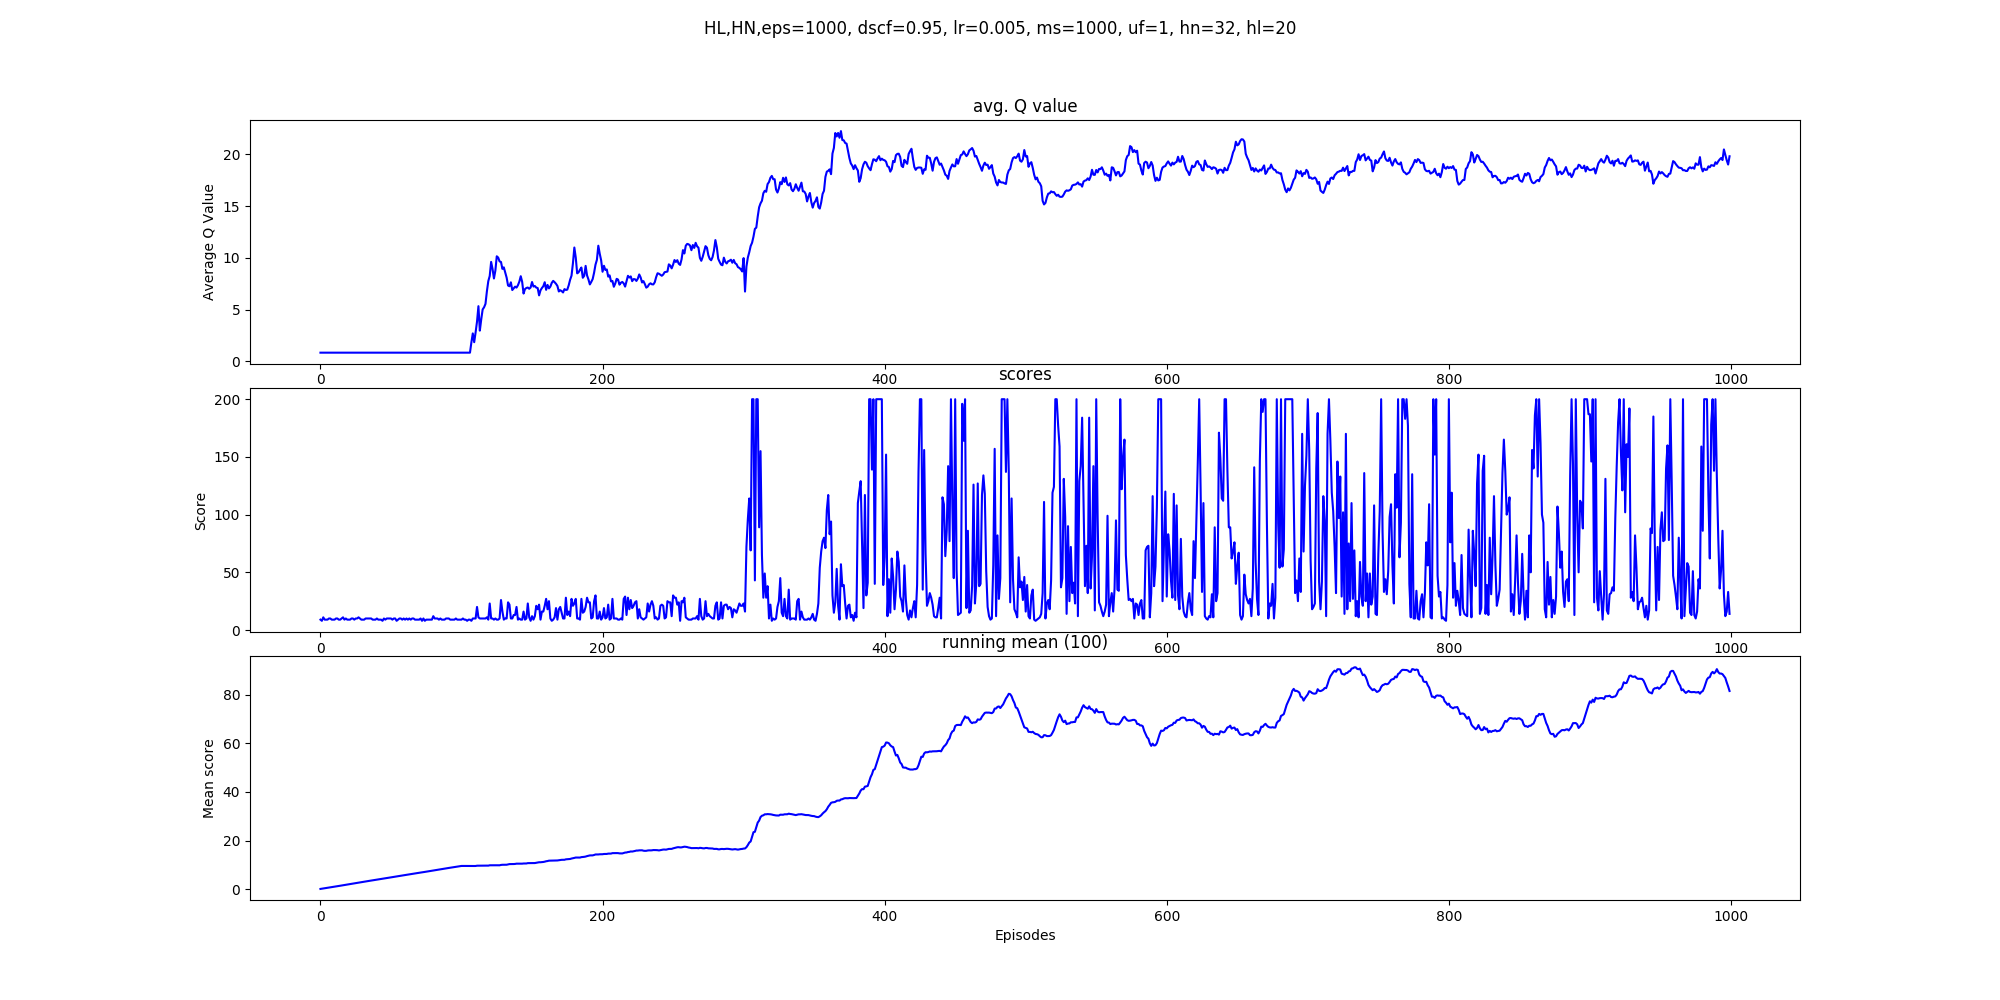 HL,HN,eps=1000, dscf=0.95, lr=0.005, ms=1000, uf=1, hn=32, hl=20
avg. Q value
Average Q Value
20
15
10
5
0
0 200 400 600 800 1000
scores
Score
200
150
100
50
0
0 200 400 600 800 1000
running mean (100)
Mean score
80
60
40
20
0
0 200 400 600 800 1000
Episodes